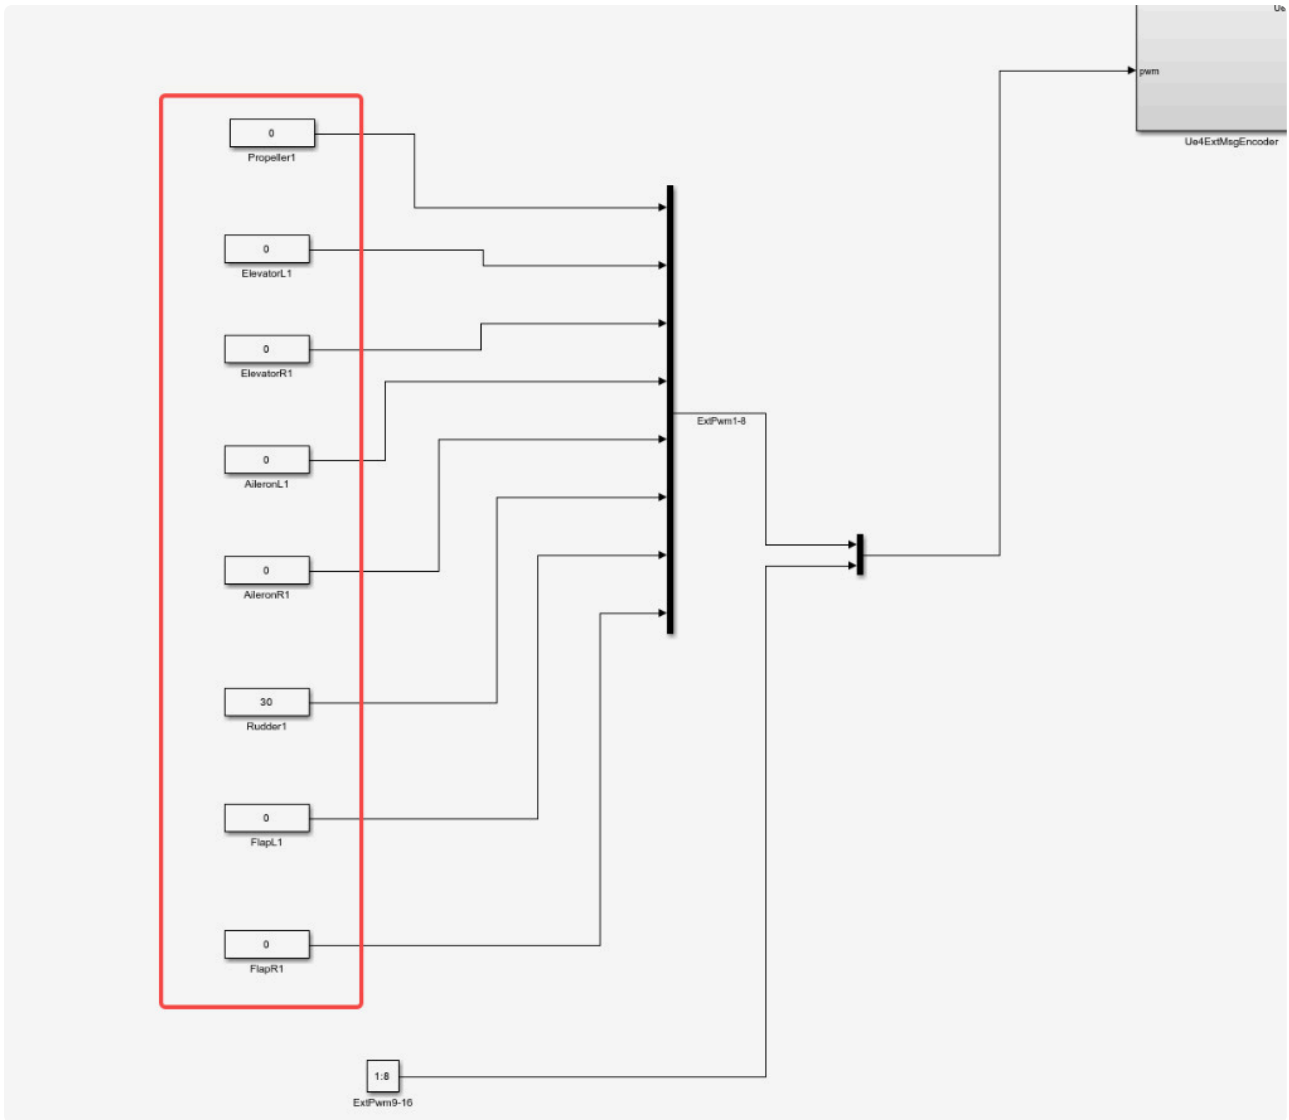 Ue
pwm
Ue4ExtMsgEncoder
0
Propeller1
0
ElevatorL1
0
ElevatorR1
0
AileronL1
ExtPwm1-8
0
AileronR1
30
Rudder1
0
FlapL1
0
FlapR1
1:8
ExtPwm9-16